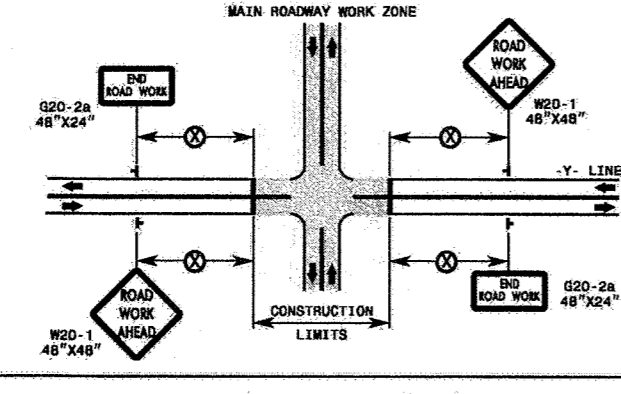 MAIN ROADWAY WORK ZONE
END
ROAD WORK
G20-2a
48"X24"
X
X
ROAD
WORK
AHEAD
W20-1
48"X48"
-Y- LINE
X
X
ROAD
WORK
AHEAD
W20-1
48"X48"
CONSTRUCTION
LIMITS
END
ROAD WORK
G20-2a
48"X24"